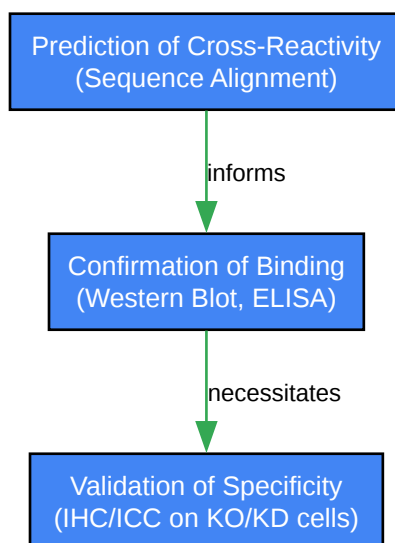 Prediction of Cross-Reactivity
(Sequence Alignment)
informs
Confirmation of Binding
(Western Blot, ELISA)
necessitates
Validation of Specificity
(IHC/ICC on KO/KD cells)